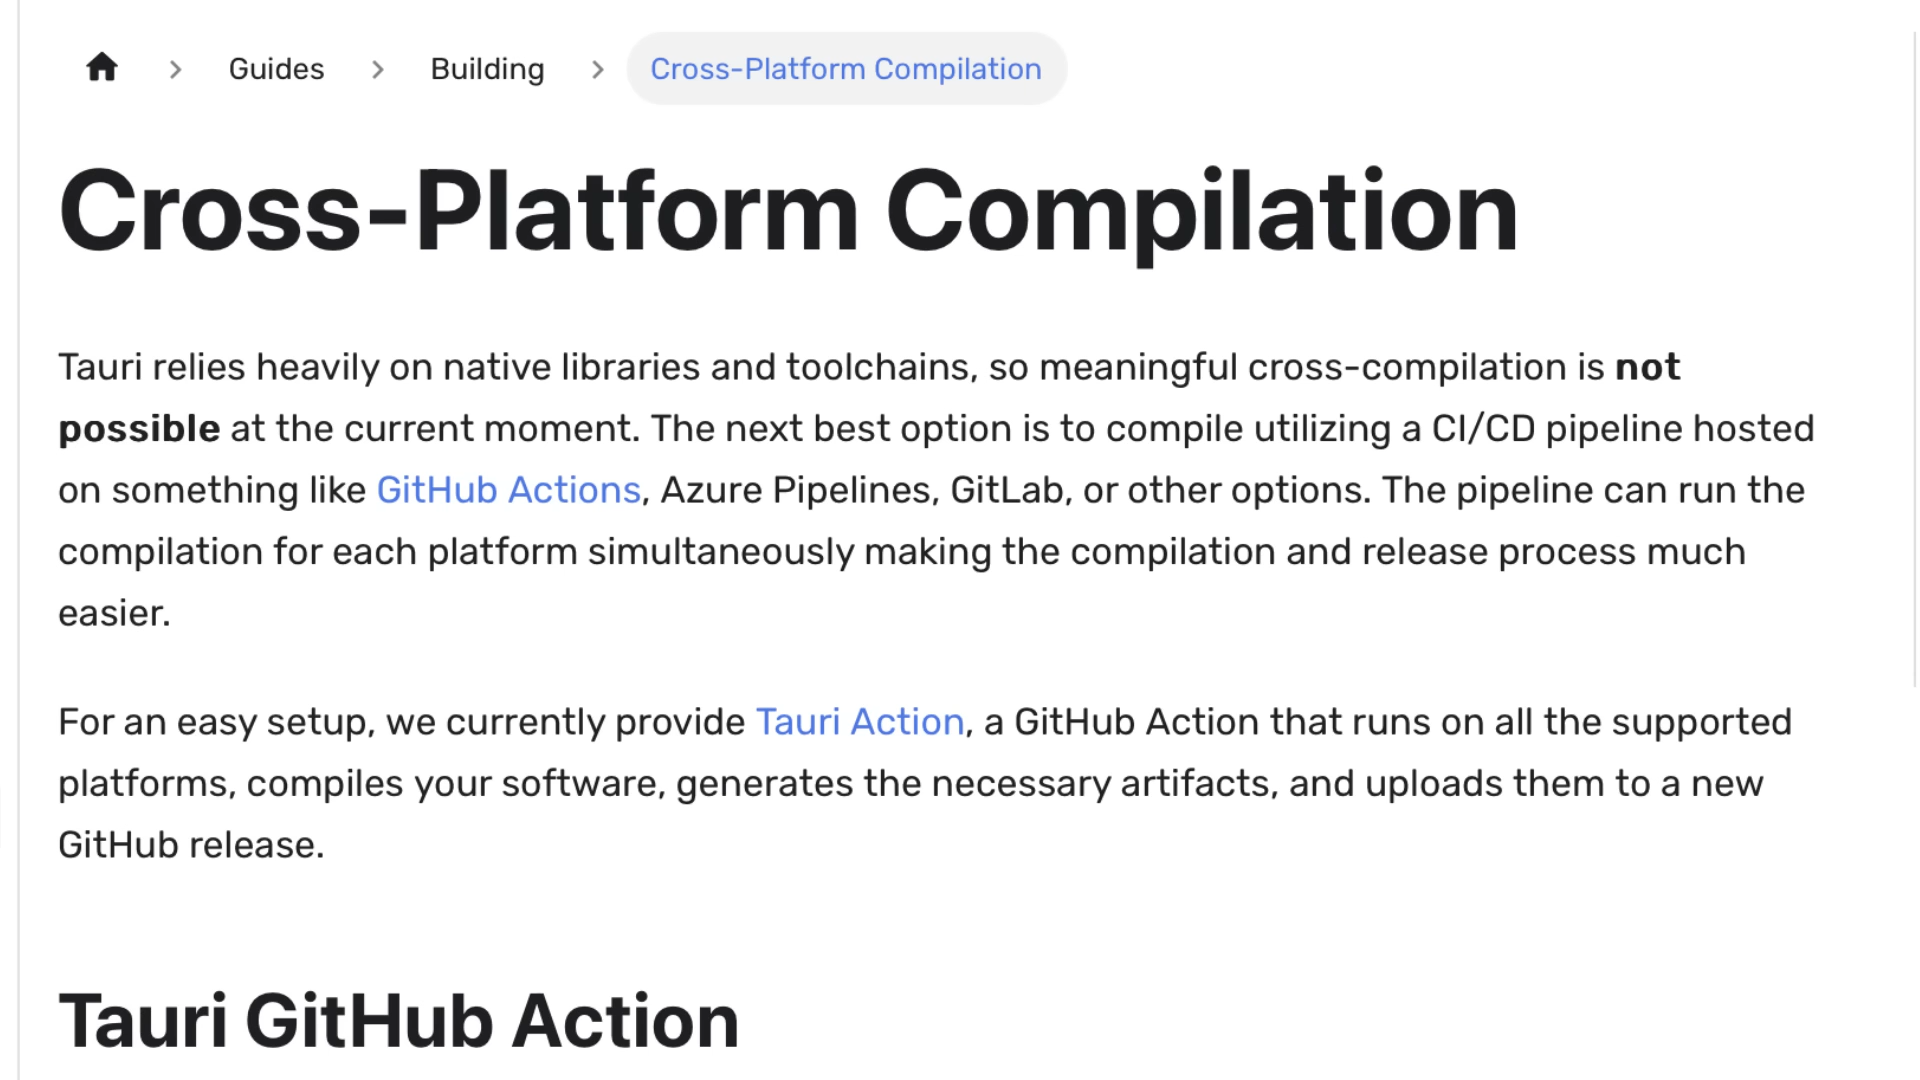 Guides > Building > Cross-Platform Compilation
Cross-Platform Compilation
Tauri relies heavily on native libraries and toolchains, so meaningful cross-compilation is not
possible at the current moment. The next best option is to compile utilizing a CI/CD pipeline hosted
on something like GitHub Actions, Azure Pipelines, GitLab, or other options. The pipeline can run the
compilation for each platform simultaneously making the compilation and release process much
easier.
For an easy setup, we currently provide Tauri Action, a GitHub Action that runs on all the supported
platforms, compiles your software, generates the necessary artifacts, and uploads them to a new
GitHub release.
Tauri GitHub Action